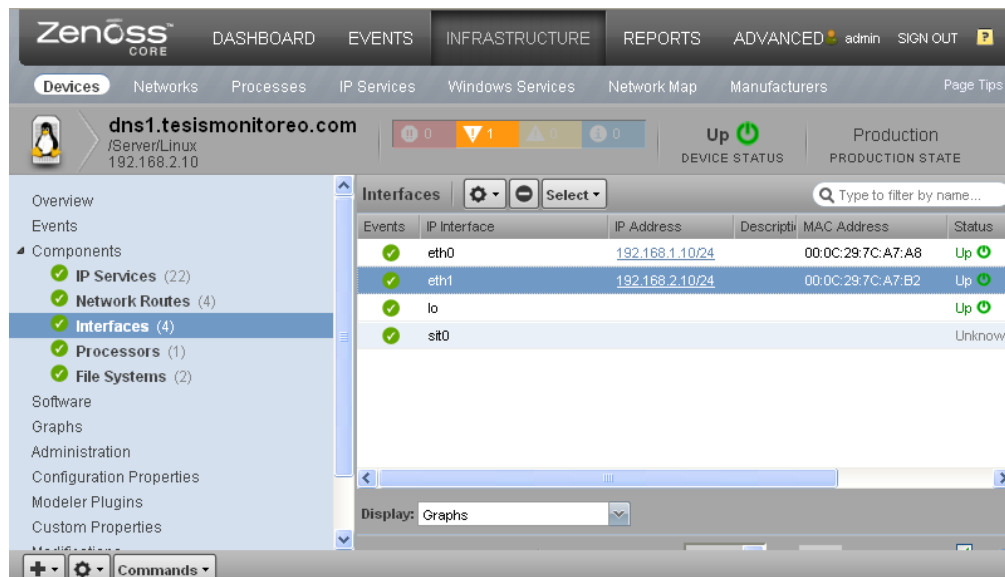 Zenoss™ CORE
DASHBOARD EVENTS INFRASTRUCTURE REPORTS ADVANCED admin SIGN OUT ?
Devices Networks Processes IP Services Windows Services Network Map Manufacturers Page Tips
dns1.tesismonitoreo.com
/Server/Linux
192.168.2.10
0 1 0 0
Up
DEVICE STATUS
Production
PRODUCTION STATE
Overview
Events
Components
IP Services (22)
Network Routes (4)
Interfaces (4)
Processors (1)
File Systems (2)
Software
Graphs
Administration
Configuration Properties
Modeler Plugins
Custom Properties
Interfaces Select Type to filter by name...
Events IP Interface IP Address Descripti MAC Address Status
eth0 192.168.1.10/24 00:0C:29:7C:A7:A8 Up
eth1 192.168.2.10/24 00:0C:29:7C:A7:B2 Up
lo Up
sit0 Unknow
Display: Graphs
Commands